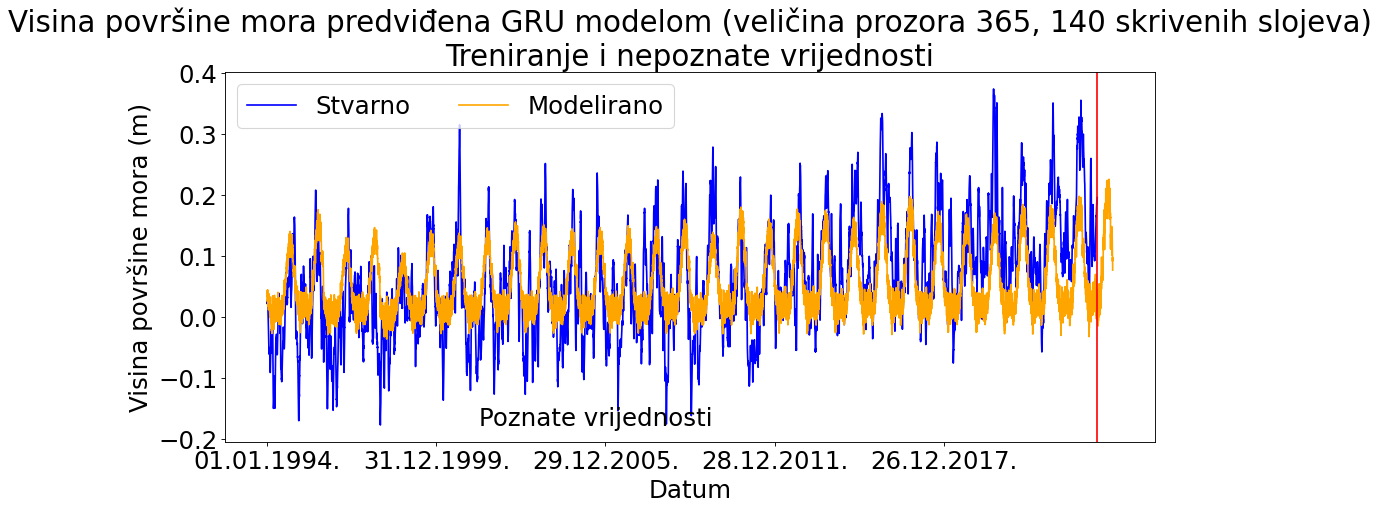 Visina površine mora predviđena GRU modelom (veličina prozora 365, 140 skrivenih slojeva)
Treniranje i nepoznate vrijednosti
Stvarno
Modelirano
Visina površine mora (m)
0.4
0.3
0.2
0.1
0.0
−0.1
−0.2
Poznate vrijednosti
01.01.1994.
31.12.1999.
29.12.2005.
28.12.2011.
26.12.2017.
Datum